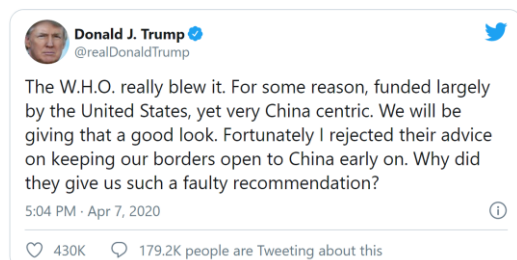 Donald J. Trump
@realDonaldTrump
The W.H.O. really blew it. For some reason, funded largely
by the United States, yet very China centric. We will be
giving that a good look. Fortunately I rejected their advice
on keeping our borders open to China early on. Why did
they give us such a faulty recommendation?
5:04 PM · Apr 7, 2020
430K 179.2K people are Tweeting about this